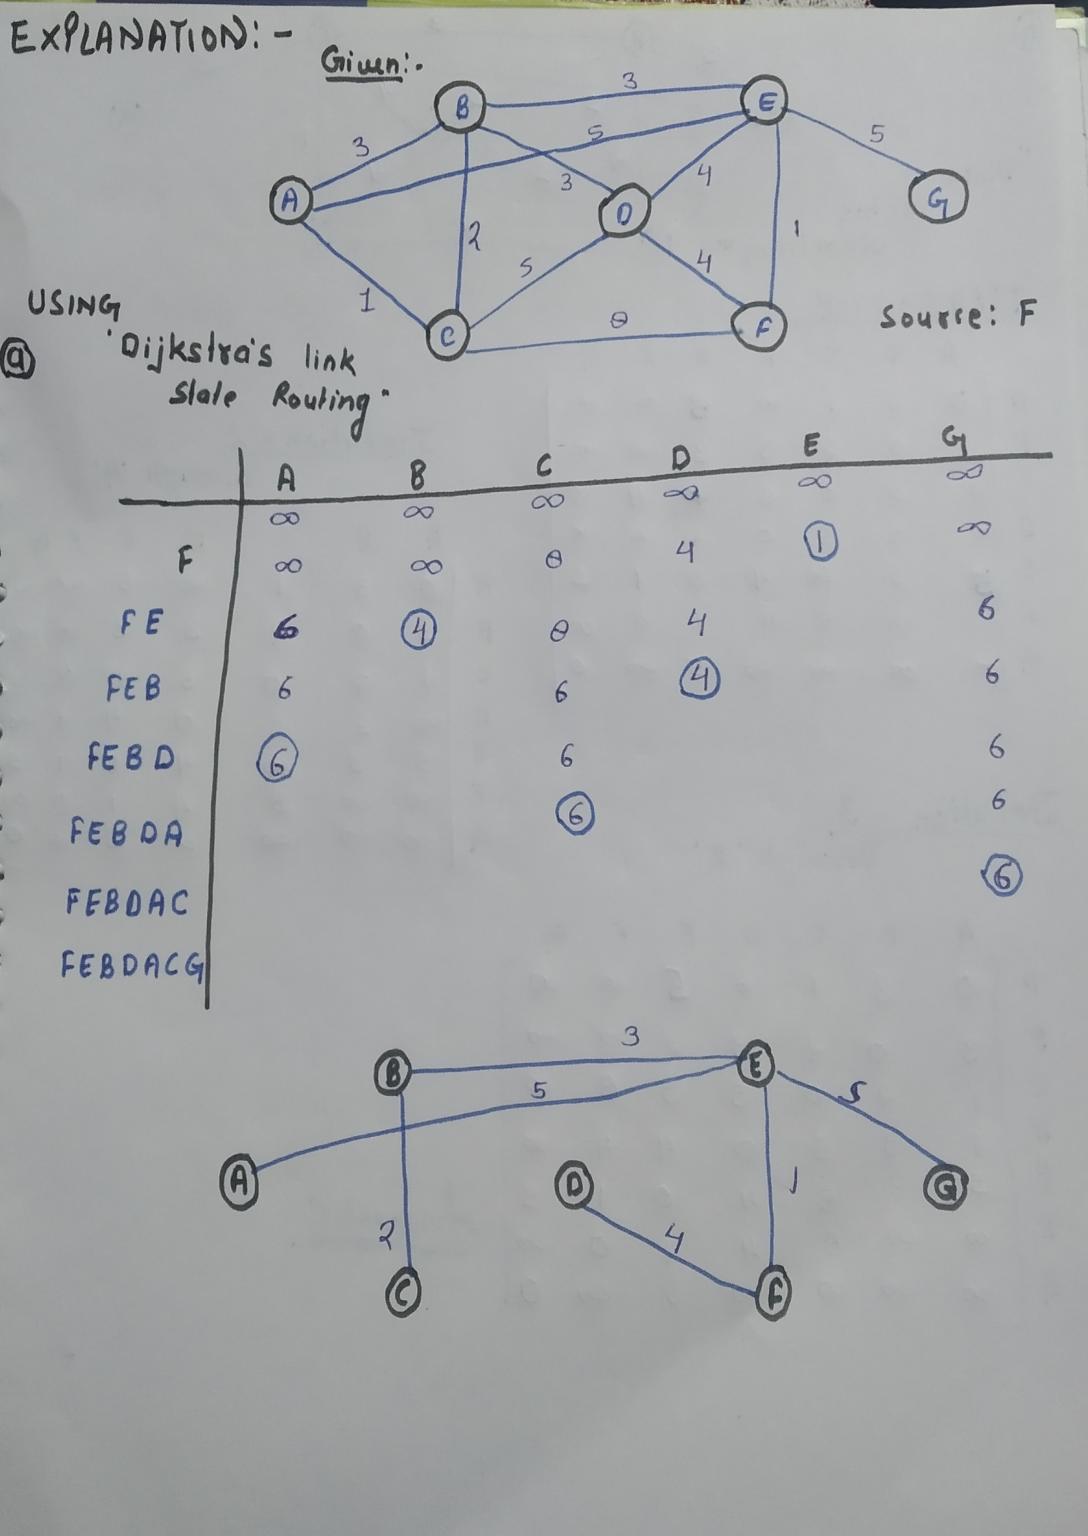 EXPLANATION:-
Given:-
B 3 E
3 5 5
A 3 4 G
D
2 1
5 4
1
C θ F
USING
Source: F
ⓐ "Dijkstra's link
State Routing"
A B C D E G
∞ ∞ ∞ ∞ ∞ ∞
F ∞ ∞ θ 4 1 ∞
FE 6 4 θ 4 6
FEB 6 6 4 6
FEBD 6 6 6
FEBDA 6 6
FEBDAC 6
FEBDACG
3
B E
5 5
A D G
1
2 4
C F